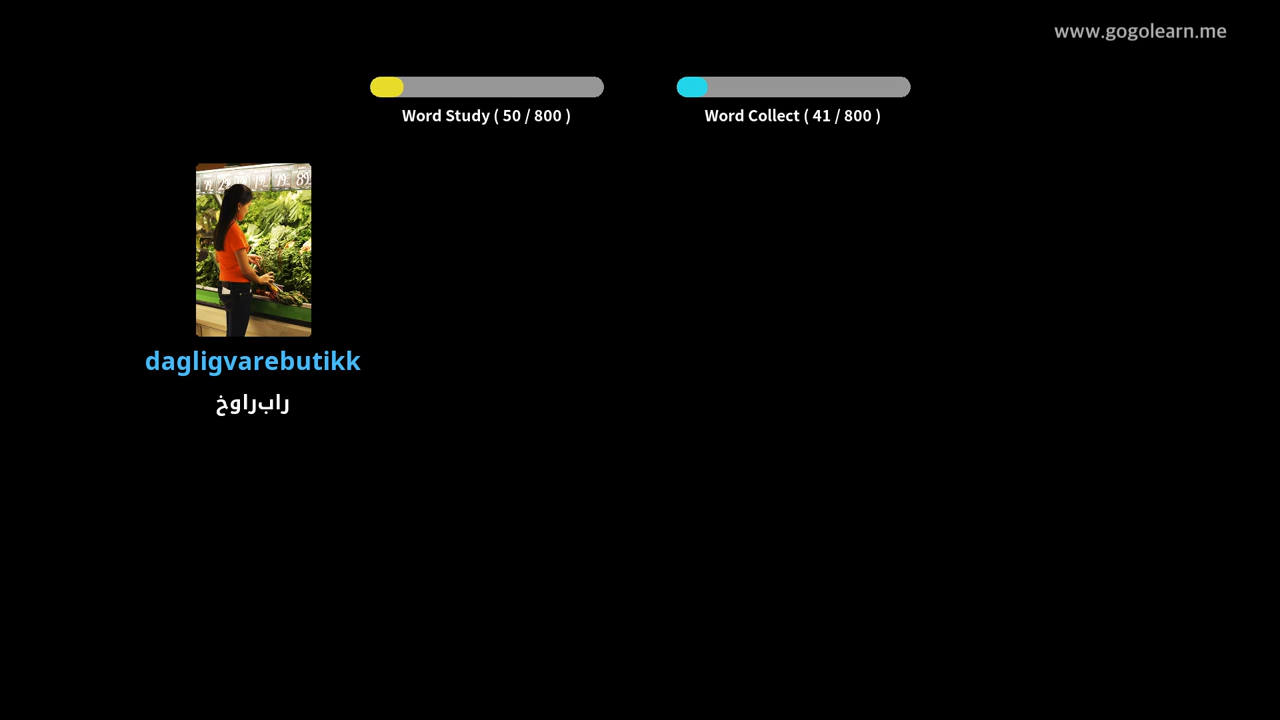 www.gogolearn.me
Word Study ( 50 / 800 )
Word Collect ( 41 / 800 )
dagligvarebutikk
رابراوخ